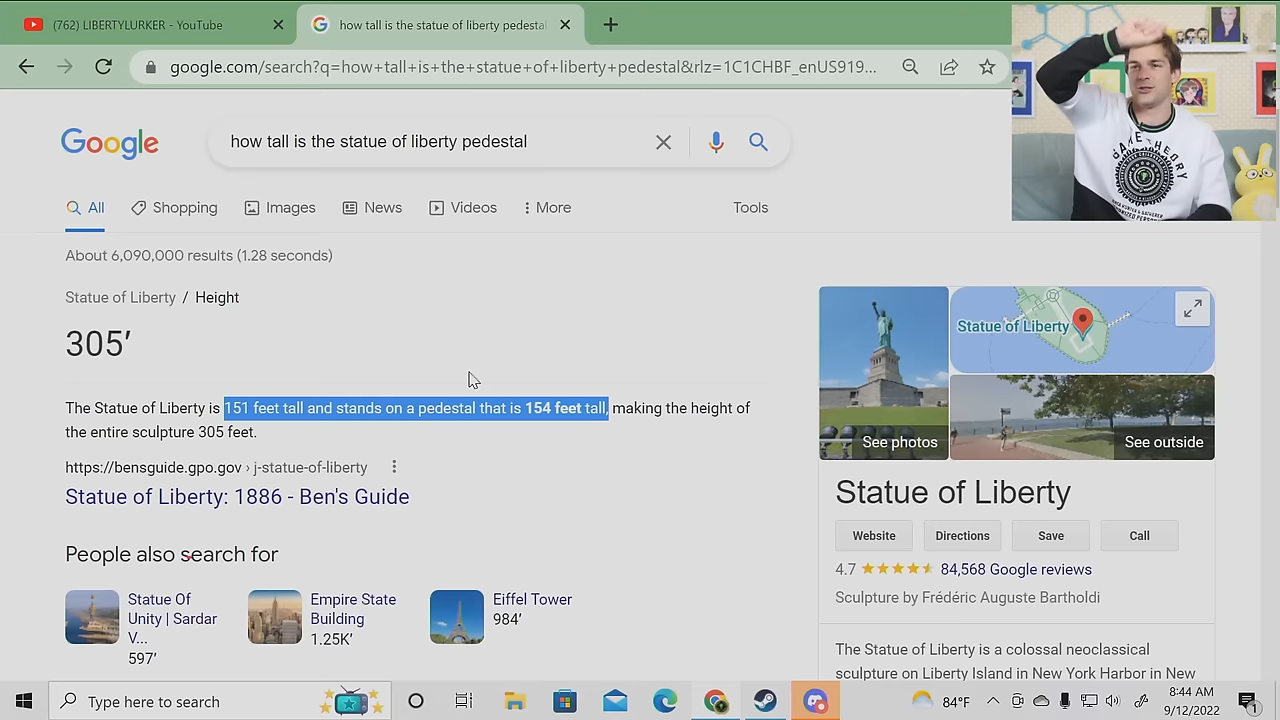 (762) LIBERTYLURKER - YouTube
how tall is the statue of liberty pedestal
google.com/search?q=how+tall+is+the+statue+of+liberty+pedestal&rlz=1C1CHBF_enUS919...
GAME THEORY
Google
how tall is the statue of liberty pedestal
All
Shopping
Images
News
Videos
More
Tools
About 6,090,000 results (1.28 seconds)
Statue of Liberty / Height
305'
The Statue of Liberty is 151 feet tall and stands on a pedestal that is 154 feet tall, making the height of
the entire sculpture 305 feet.
https://bensguide.gpo.gov › j-statue-of-liberty
Statue of Liberty: 1886 - Ben's Guide
People also search for
Statue Of
Unity | Sardar
V...
597'
Empire State
Building
1.25K'
Eiffel Tower
984'
Statue of Liberty
See photos
See outside
Statue of Liberty
Website
Directions
Save
Call
4.7
84,568 Google reviews
Sculpture by Frédéric Auguste Bartholdi
The Statue of Liberty is a colossal neoclassical
sculpture on Liberty Island in New York Harbor in New
Type here to search
84°F
8:44 AM
9/12/2022
1